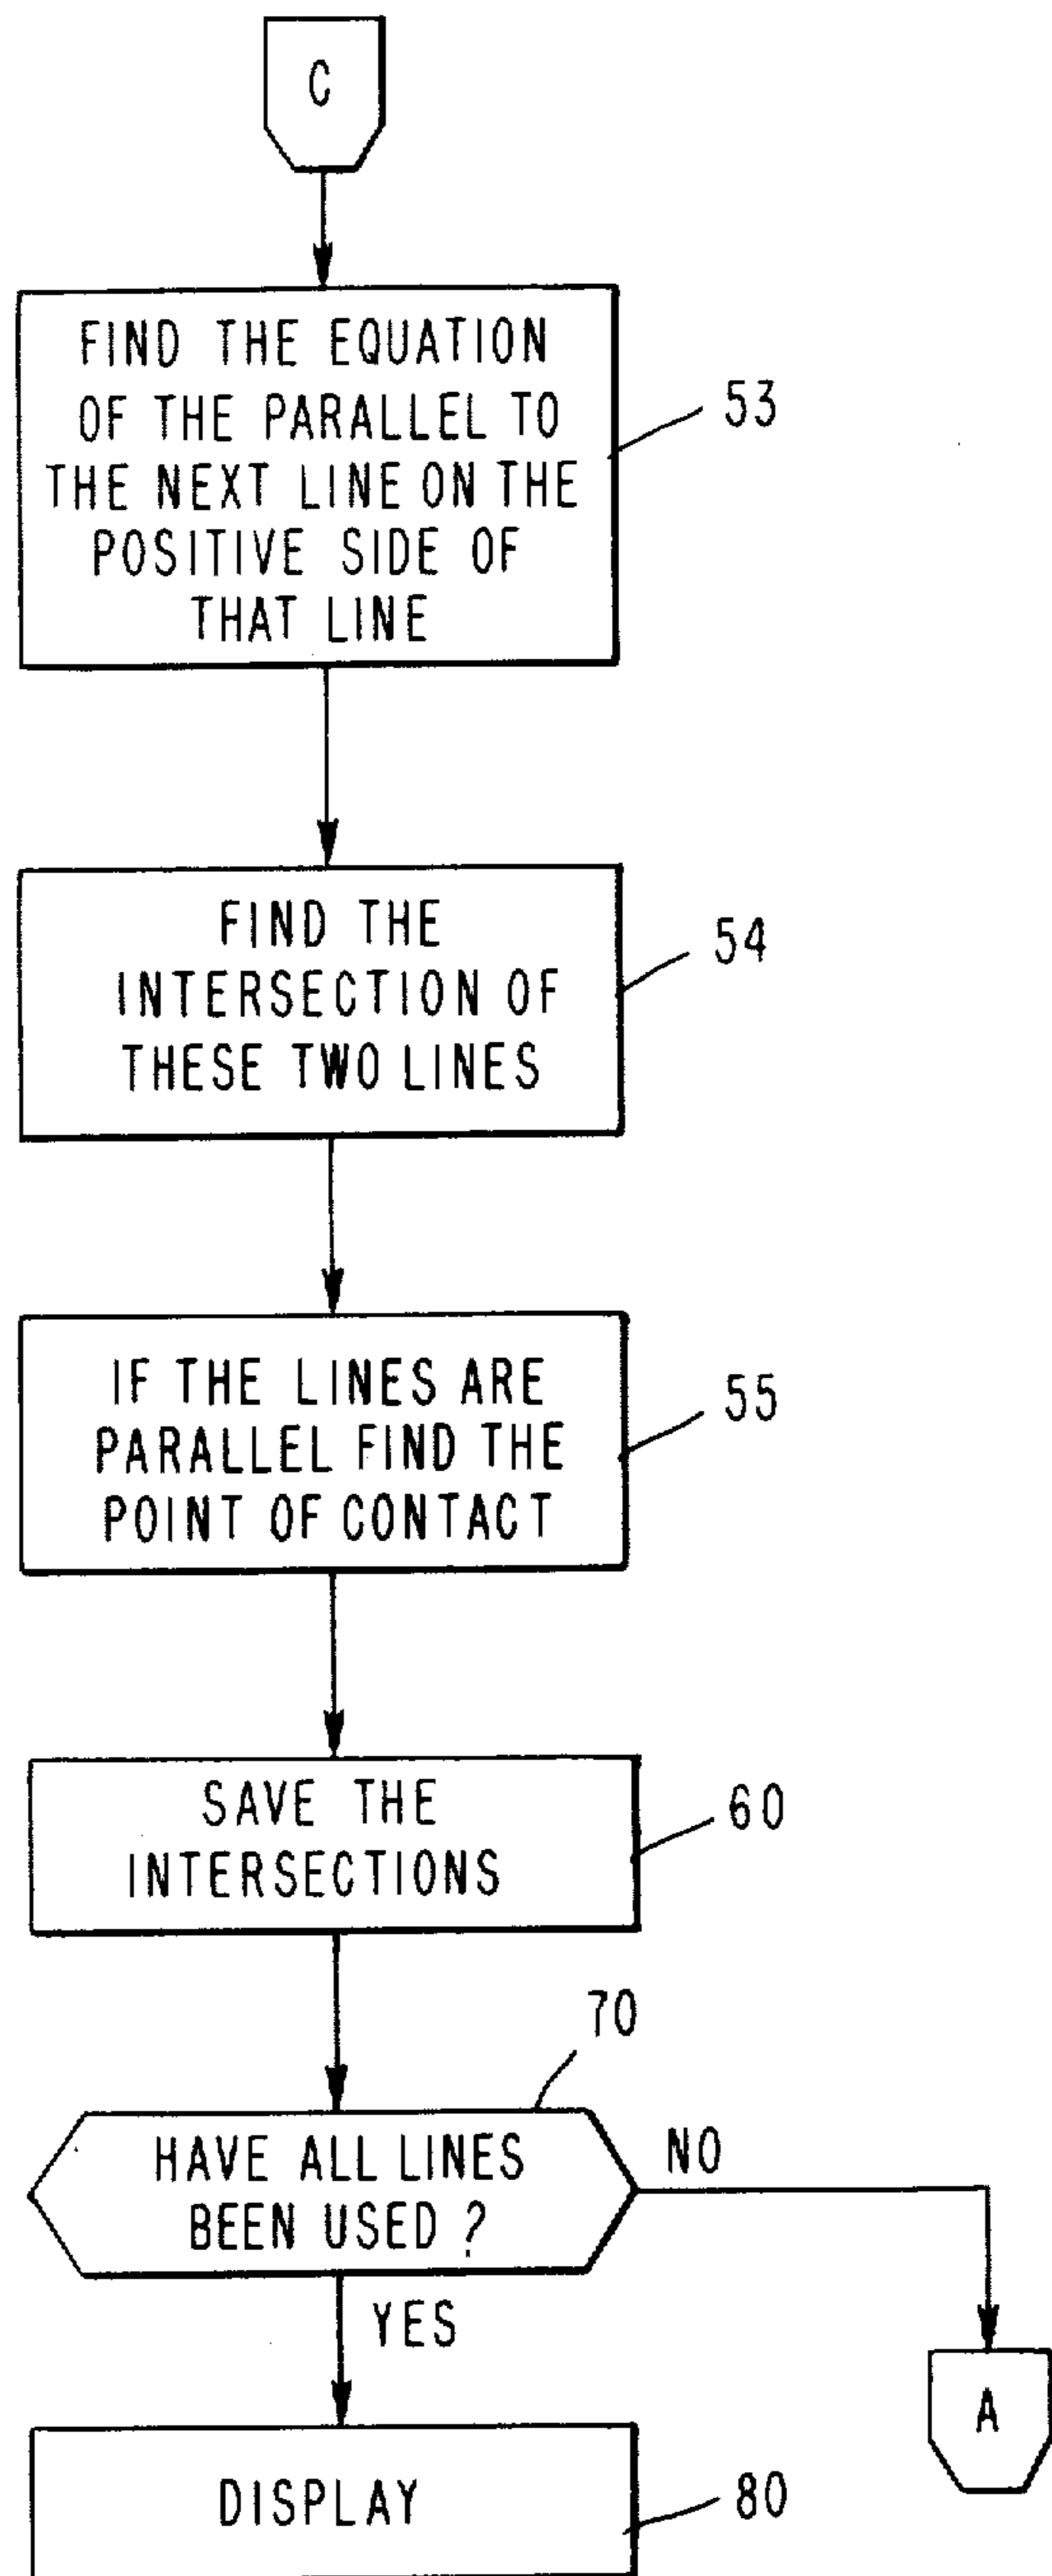 C
FIND THE EQUATION
OF THE PARALLEL TO
THE NEXT LINE ON THE
POSITIVE SIDE OF
THAT LINE
53
FIND THE
INTERSECTION OF
THESE TWO LINES
54
IF THE LINES ARE
PARALLEL FIND THE
POINT OF CONTACT
55
SAVE THE
INTERSECTIONS
60
70
HAVE ALL LINES
BEEN USED ?
NO
YES
A
DISPLAY
80